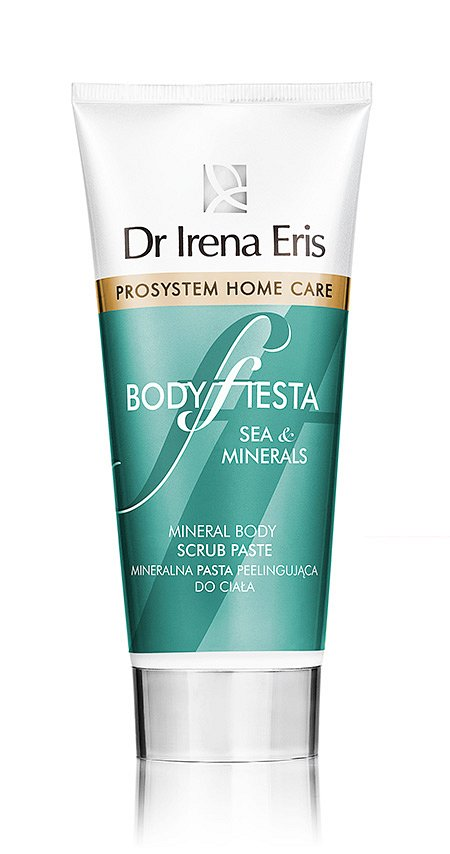 Dr Irena Eris
PROSYSTEM HOME CARE
BODY fIESTA
SEA &
MINERALS
MINERAL BODY
SCRUB PASTE
MINERALNA PASTA PEELINGUJĄCA
DO CIAŁA